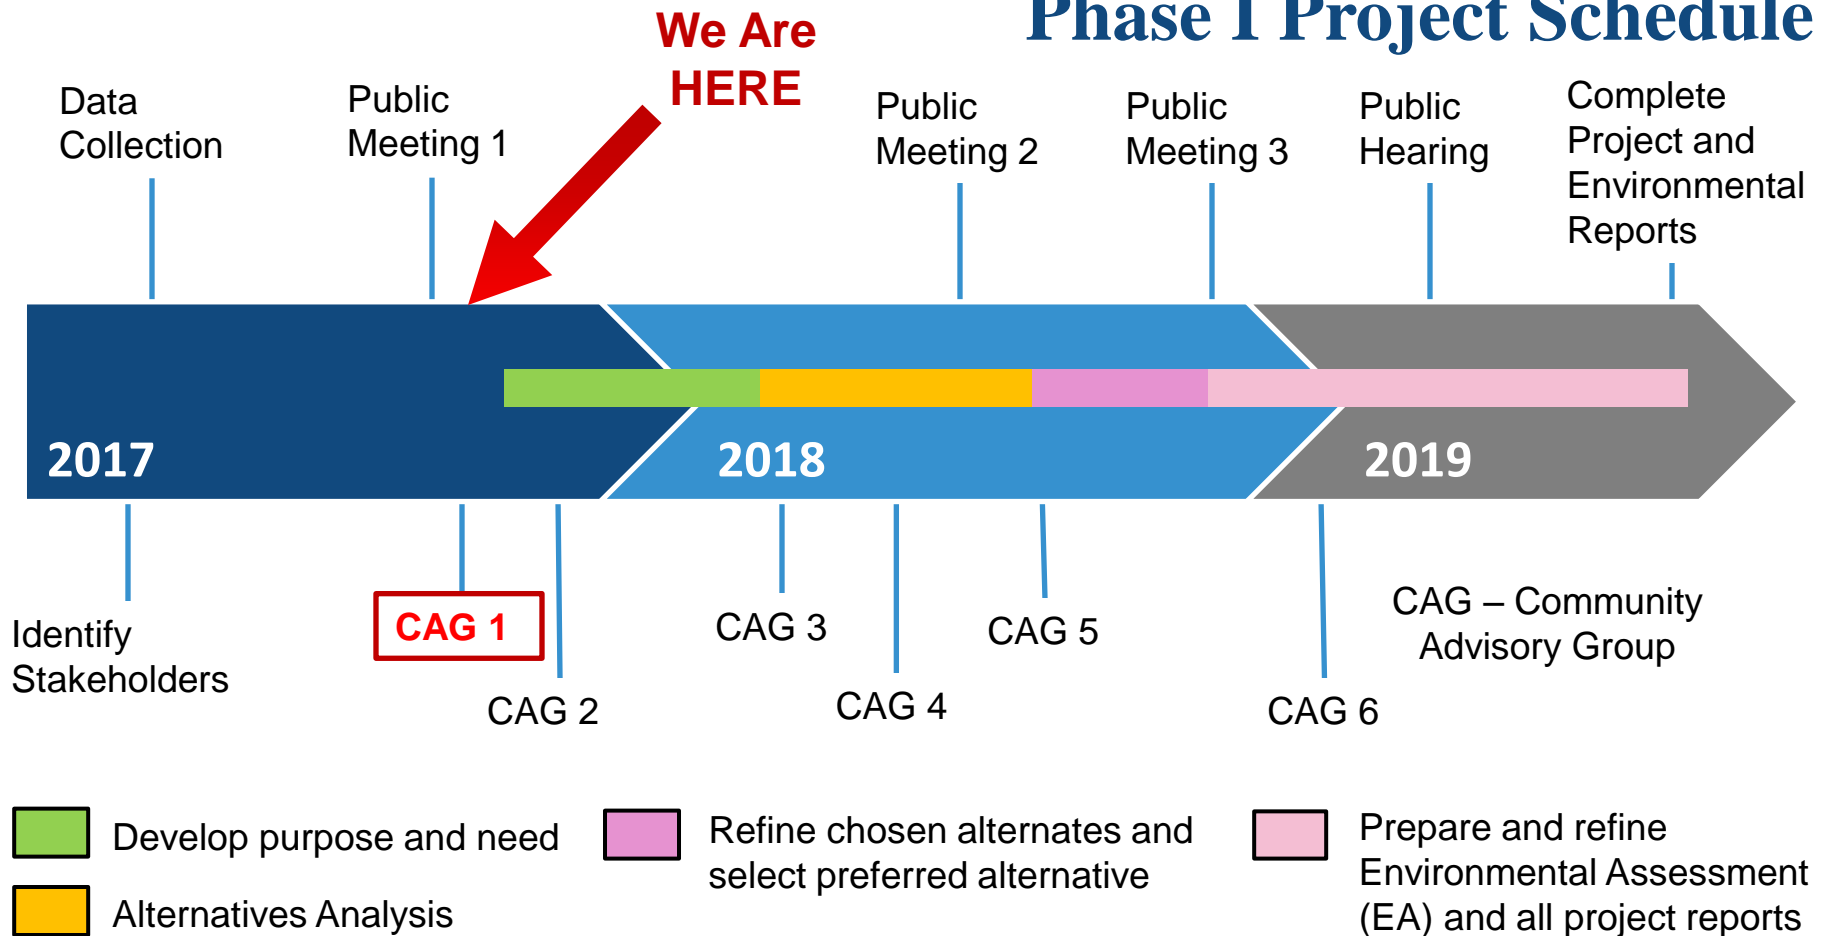 Phase I Project Schedule
We Are
HERE
Data
Collection
Public
Meeting 1
Public
Meeting 2
Public
Meeting 3
Public
Hearing
Complete
Project and
Environmental
Reports
2017
2018
2019
Identify
Stakeholders
CAG 1
CAG 2
CAG 3
CAG 4
CAG 5
CAG 6
CAG – Community
Advisory Group
Develop purpose and need
Alternatives Analysis
Refine chosen alternates and
select preferred alternative
Prepare and refine
Environmental Assessment
(EA) and all project reports